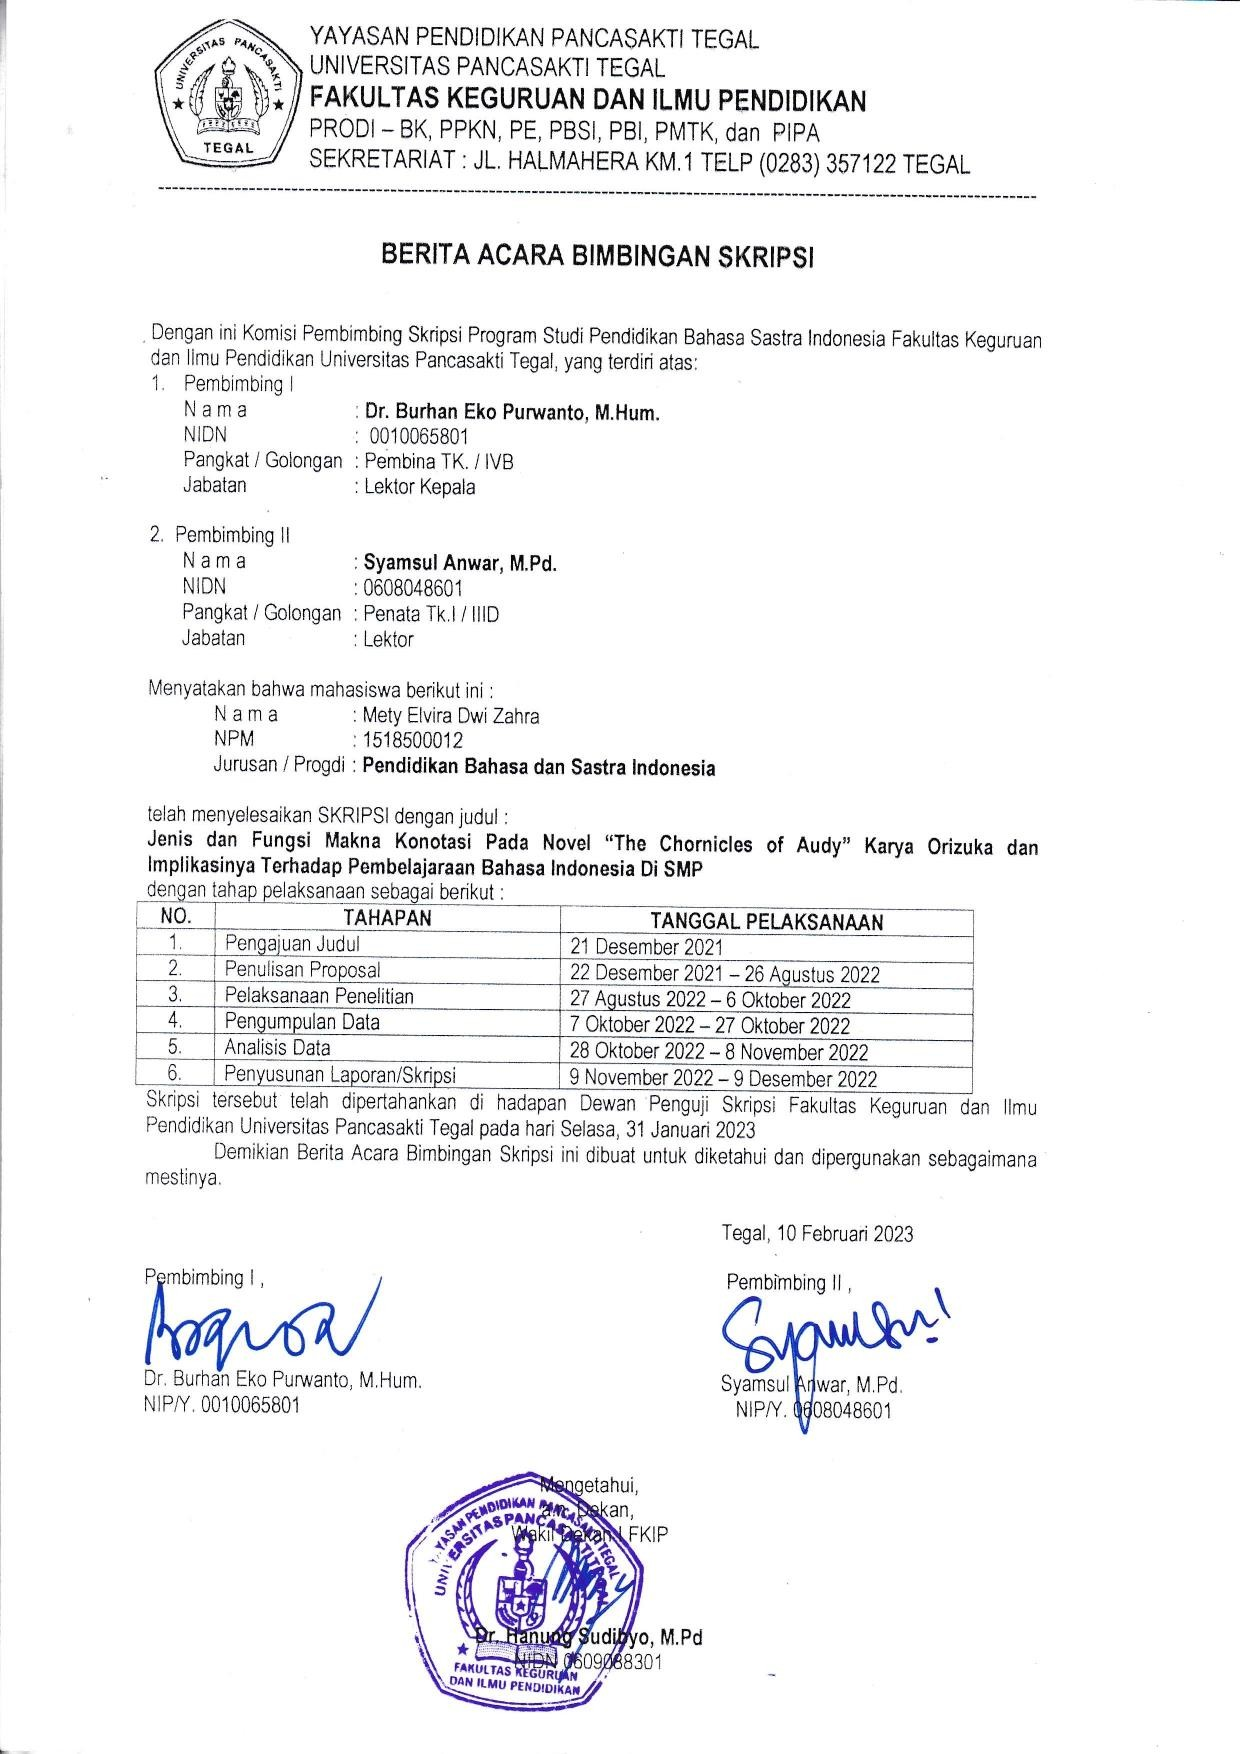 UNIVERSITAS PANCASAKTI
TEGAL
YAYASAN PENDIDIKAN PANCASAKTI TEGAL
UNIVERSITAS PANCASAKTI TEGAL
FAKULTAS KEGURUAN DAN ILMU PENDIDIKAN
PRODI – BK, PPKN, PE, PBSI, PBI, PMTK, dan PIPA
SEKRETARIAT : JL. HALMAHERA KM.1 TELP (0283) 357122 TEGAL
BERITA ACARA BIMBINGAN SKRIPSI
Dengan ini Komisi Pembimbing Skripsi Program Studi Pendidikan Bahasa Sastra Indonesia Fakultas Keguruan
dan Ilmu Pendidikan Universitas Pancasakti Tegal, yang terdiri atas:
1. Pembimbing I
N a m a : Dr. Burhan Eko Purwanto, M.Hum.
NIDN : 0010065801
Pangkat / Golongan : Pembina TK. / IVB
Jabatan : Lektor Kepala
2. Pembimbing II
N a m a : Syamsul Anwar, M.Pd.
NIDN : 0608048601
Pangkat / Golongan : Penata Tk.I / IIID
Jabatan : Lektor
Menyatakan bahwa mahasiswa berikut ini :
N a m a : Mety Elvira Dwi Zahra
NPM : 1518500012
Jurusan / Progdi : Pendidikan Bahasa dan Sastra Indonesia
telah menyelesaikan SKRIPSI dengan judul :
Jenis dan Fungsi Makna Konotasi Pada Novel “The Chornicles of Audy” Karya Orizuka dan
Implikasinya Terhadap Pembelajaraan Bahasa Indonesia Di SMP
dengan tahap pelaksanaan sebagai berikut :
NO. TAHAPAN TANGGAL PELAKSANAAN
1. Pengajuan Judul 21 Desember 2021
2. Penulisan Proposal 22 Desember 2021 – 26 Agustus 2022
3. Pelaksanaan Penelitian 27 Agustus 2022 – 6 Oktober 2022
4. Pengumpulan Data 7 Oktober 2022 – 27 Oktober 2022
5. Analisis Data 28 Oktober 2022 – 8 November 2022
6. Penyusunan Laporan/Skripsi 9 November 2022 – 9 Desember 2022
Skripsi tersebut telah dipertahankan di hadapan Dewan Penguji Skripsi Fakultas Keguruan dan Ilmu
Pendidikan Universitas Pancasakti Tegal pada hari Selasa, 31 Januari 2023
Demikian Berita Acara Bimbingan Skripsi ini dibuat untuk diketahui dan dipergunakan sebagaimana
mestinya.
Tegal, 10 Februari 2023
Pembimbing I , Pembimbing II ,
Dr. Burhan Eko Purwanto, M.Hum. Syamsul Anwar, M.Pd.
NIP/Y. 0010065801 NIP/Y. 0608048601
Mengetahui,
a.n. Dekan,
Wakil Dekan I FKIP
YAYASAN PENDIDIKAN PANCASAKTI TEGAL
UNIVERSITAS PANCASAKTI TEGAL
Dr. Hanung Sudibyo, M.Pd
NIDN 0609088301
FAKULTAS KEGURUAN
DAN ILMU PENDIDIKAN